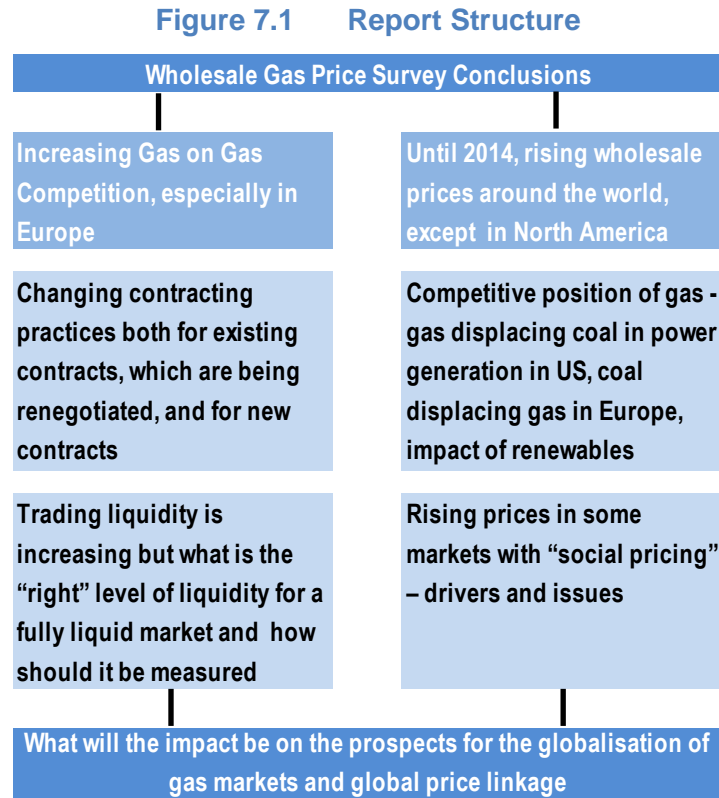 Figure 7.1 Report Structure
Wholesale Gas Price Survey Conclusions
Increasing Gas on Gas
Competition, especially in
Europe
Until 2014, rising wholesale
prices around the world,
except in North America
Changing contracting
practices both for existing
contracts, which are being
renegotiated, and for new
contracts
Competitive position of gas -
gas displacing coal in power
generation in US, coal
displacing gas in Europe,
impact of renewables
Trading liquidity is
increasing but what is the
“right” level of liquidity for a
fully liquid market and how
should it be measured
Rising prices in some
markets with “social pricing”
– drivers and issues
What will the impact be on the prospects for the globalisation of
gas markets and global price linkage